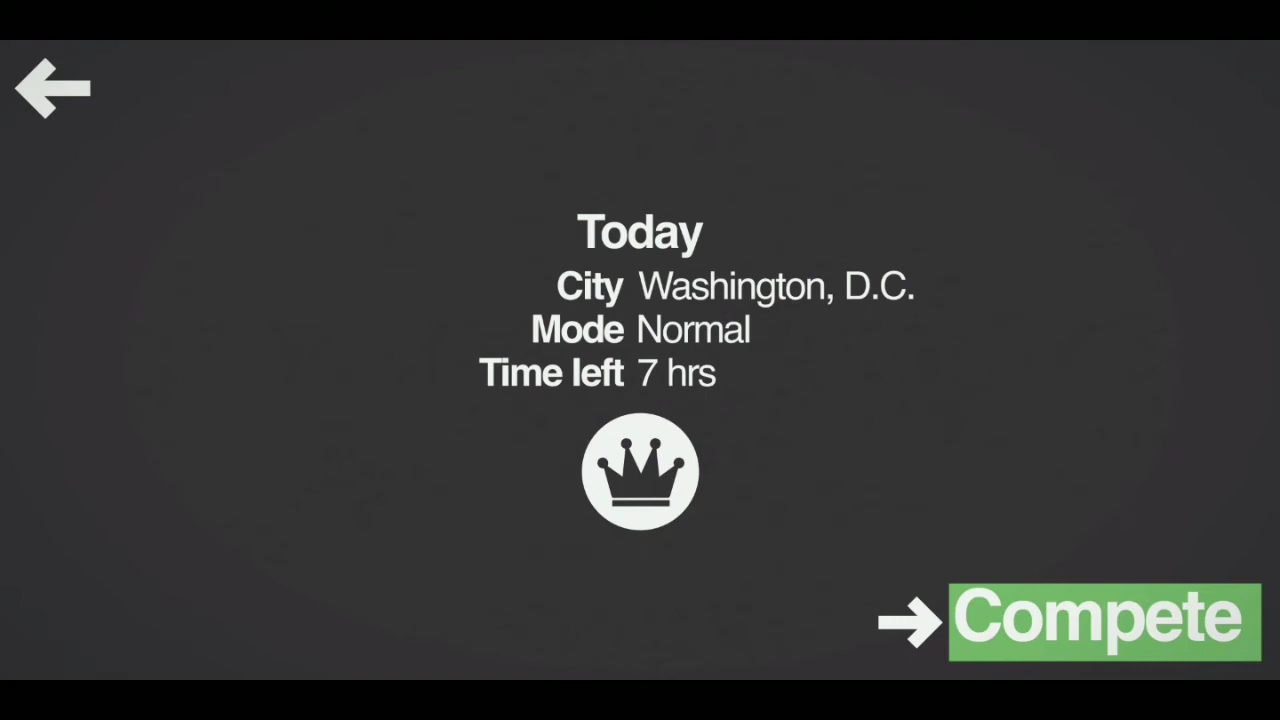 Today
City Washington, D.C.
Mode Normal
Time left 7 hrs
Compete